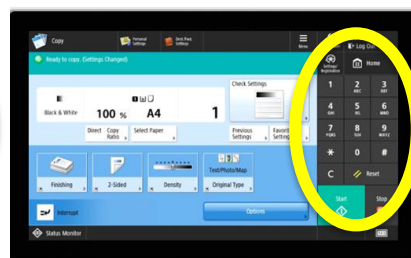 Copy
Personal Settings
Dest./Fwd. Settings
Menu
Log Out
Ready to copy. (Settings Changed)
Settings/Registration
Home
Check Settings
Black & White
100 %
A4
1
Direct
Copy Ratio
Select Paper
Previous Settings
Favorite Settings
1
2 ABC
3 DEF
4 GHI
5 JKL
6 MNO
7 PQRS
8 TUV
9 WXYZ
* 0 #
C
Reset
Finishing
2-Sided
Density
Text/Photo/Map
Original Type
Start
Stop
Interrupt
Options
Status Monitor